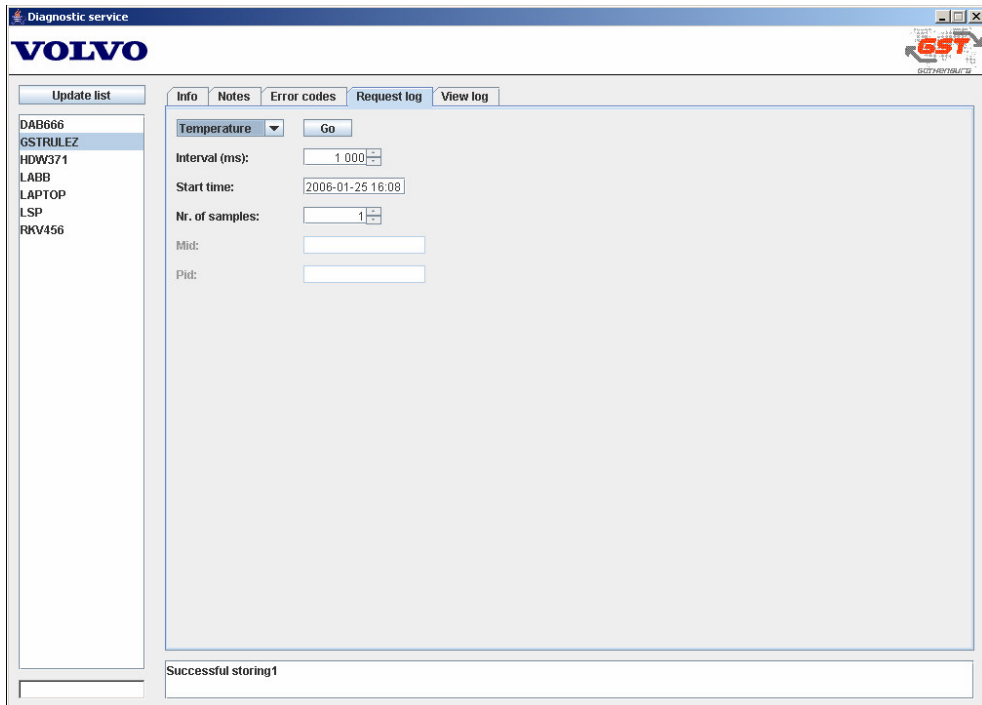 Diagnostic service
VOLVO
GST
GOTHENBURG
Update list
DAB666
GSTRULEZ
HDW371
LABB
LAPTOP
LSP
RKV456
Info Notes Error codes Request log View log
Temperature Go
Interval (ms): 1 000
Start time: 2006-01-25 16:08
Nr. of samples: 1
Mid:
Pid:
Successful storing1